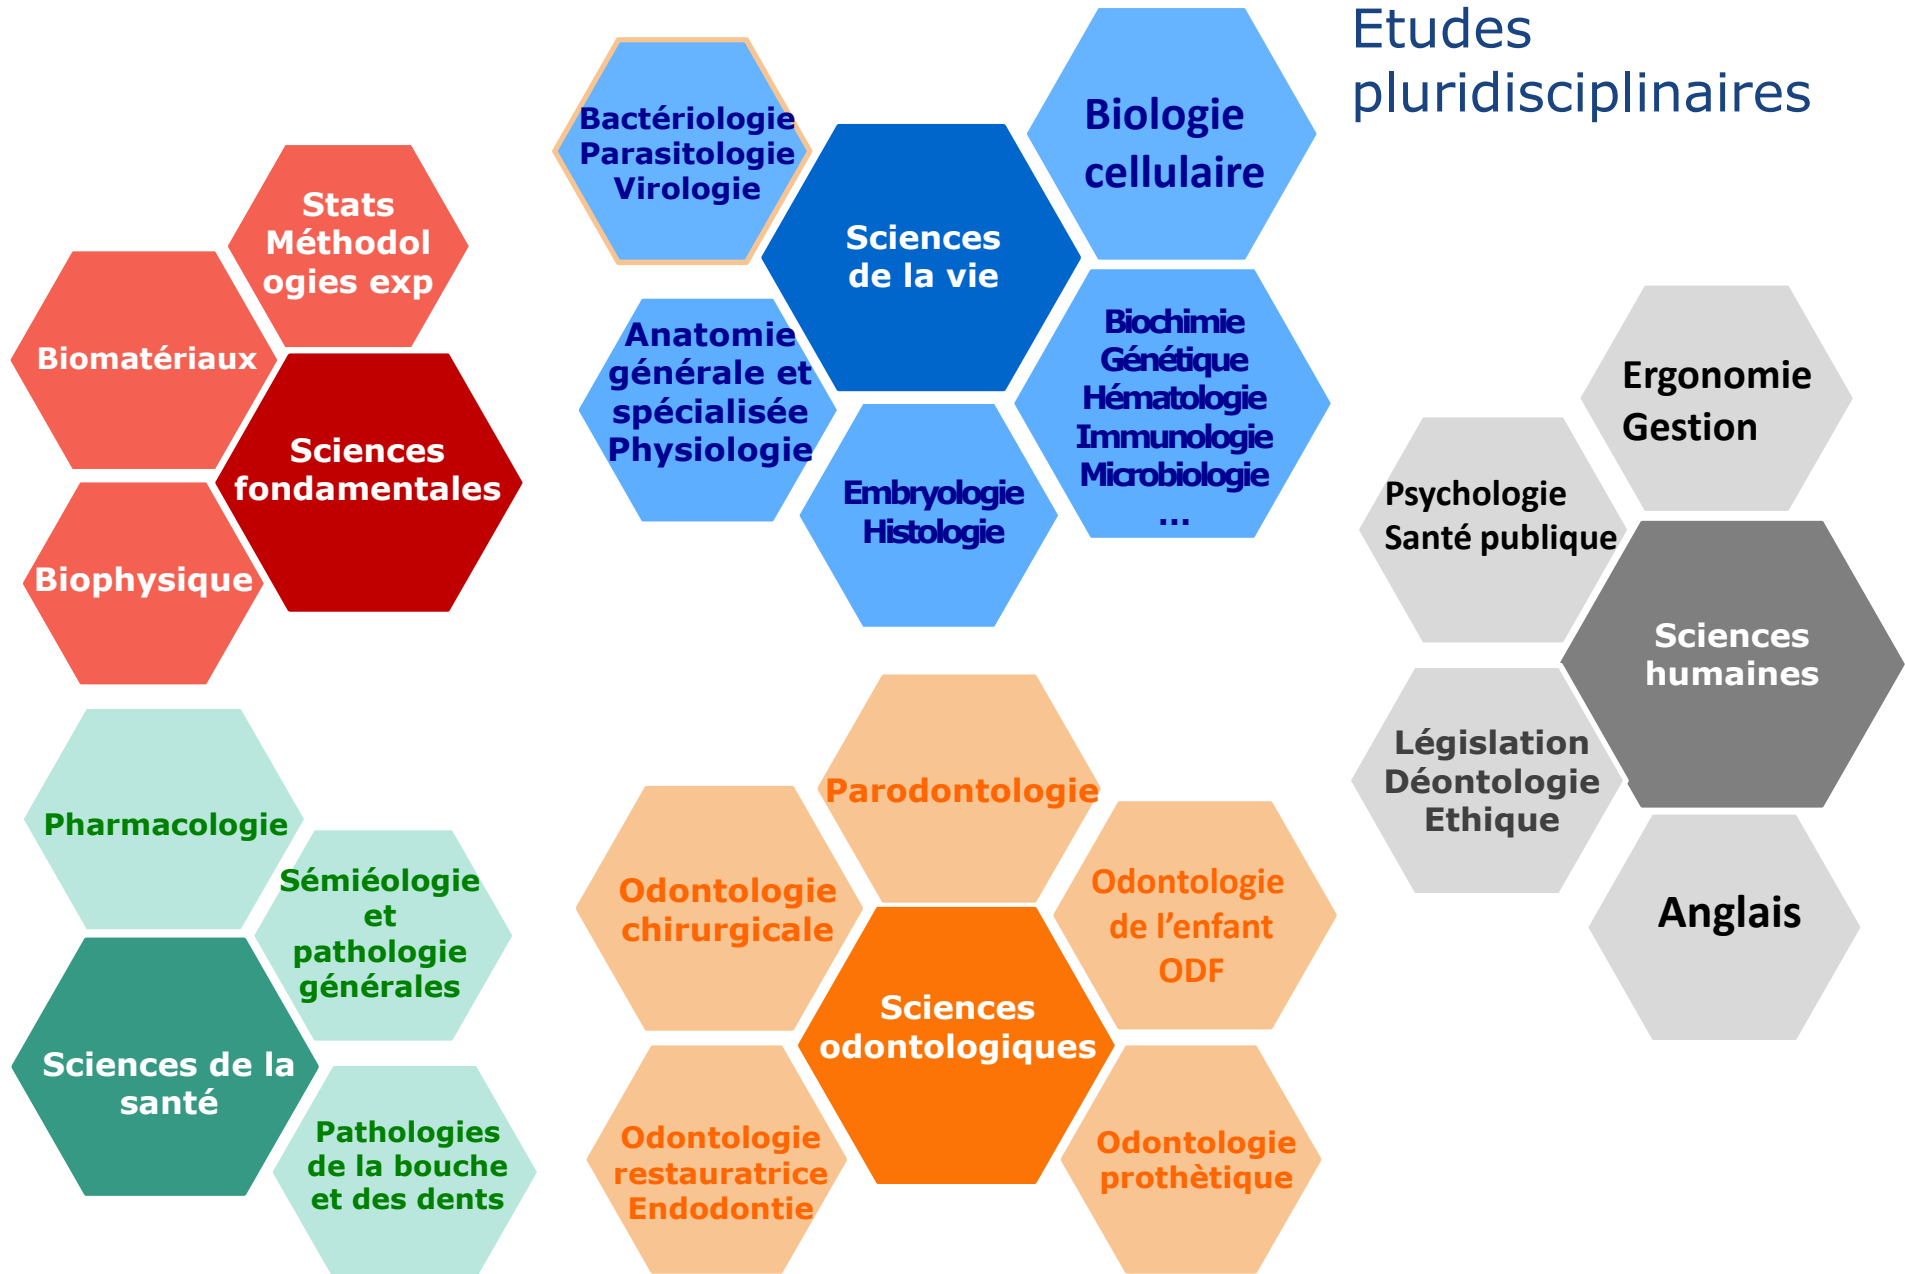 Etudes
pluridisciplinaires
Stats
Méthodol
ogies exp
Biomatériaux
Sciences
fondamentales
Biophysique
Bactériologie
Parasitologie
Virologie
Biologie
cellulaire
Sciences
de la vie
Anatomie
générale et
spécialisée
Physiologie
Biochimie
Génétique
Hématologie
Immunologie
Microbiologie
...
Embryologie
Histologie
Ergonomie
Gestion
Psychologie
Santé publique
Sciences
humaines
Législation
Déontologie
Ethique
Anglais
Pharmacologie
Sémiéologie
et
pathologie
générales
Sciences de la
santé
Pathologies
de la bouche
et des dents
Parodontologie
Odontologie
chirurgicale
Odontologie
de l’enfant
ODF
Sciences
odontologiques
Odontologie
restauratrice
Endodontie
Odontologie
prothètique